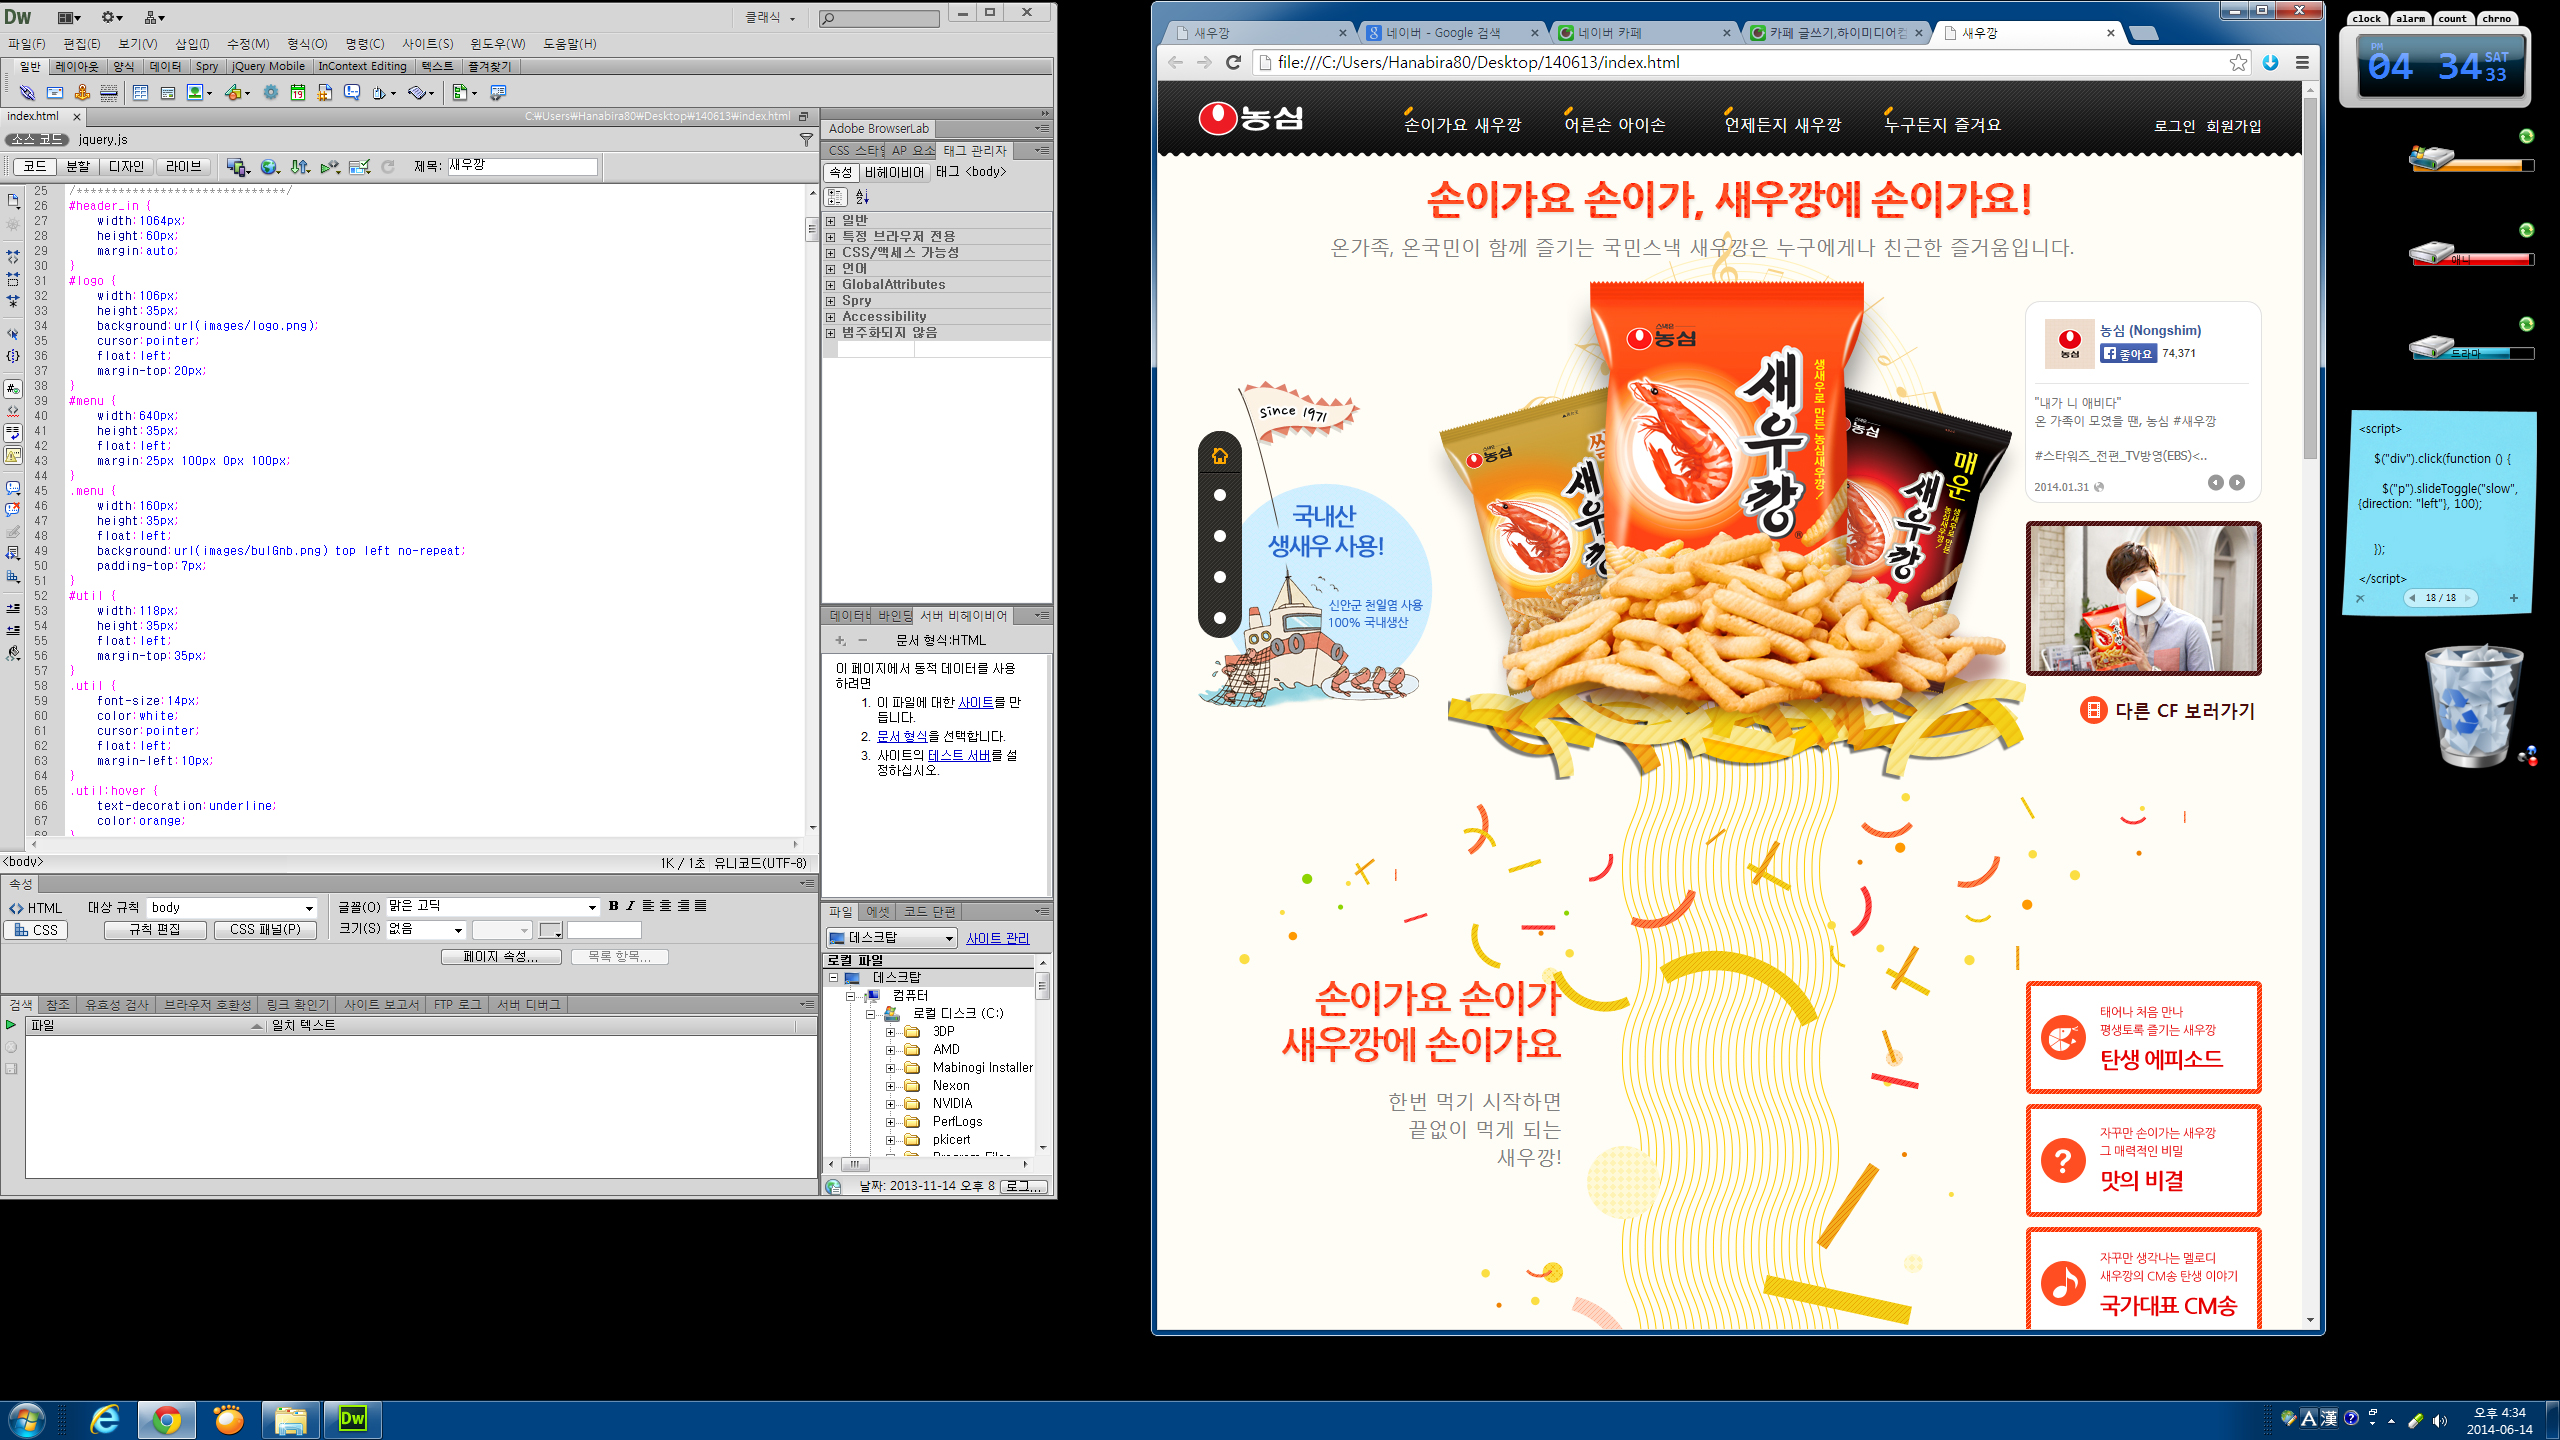 Dw
클래식
파일(F) 편집(E) 보기(V) 삽입(I) 수정(M) 형식(O) 명령(C) 사이트(S) 윈도우(W) 도움말(H)
일반 레이아웃 양식 데이터 Spry jQuery Mobile InContext Editing 텍스트 즐겨찾기
index.html
C:₩Users₩Hanabira80₩Desktop₩140613₩index.html
소스 코드 jquery.js
코드 분할 디자인 라이브 제목: 새우깡
25 /******************************/
26 #header_in {
27 width:1064px;
28 height:60px;
29 margin:auto;
30 }
31 #logo {
32 width:106px;
33 height:35px;
34 background:url(images/logo.png);
35 cursor:pointer;
36 float:left;
37 margin-top:20px;
38 }
39 #menu {
40 width:640px;
41 height:35px;
42 float:left;
43 margin:25px 100px 0px 100px;
44 }
45 .menu {
46 width:160px;
47 height:35px;
48 float:left;
49 background:url(images/bulGnb.png) top left no-repeat;
50 padding-top:7px;
51 }
52 #util {
53 width:118px;
54 height:35px;
55 float:left;
56 margin-top:35px;
57 }
58 .util {
59 font-size:14px;
60 color:white;
61 cursor:pointer;
62 float:left;
63 margin-left:10px;
64 }
65 .util:hover {
66 text-decoration:underline;
67 color:orange;
68 }
<body>
1K / 1초 유니코드(UTF-8)
속성
HTML 대상 규칙 body 글꼴(O) 맑은 고딕 B I
CSS 규칙 편집 CSS 패널(P) 크기(S) 없음
페이지 속성... 목록 항목...
검색 참조 유효성 검사 브라우저 호환성 링크 확인기 사이트 보고서 FTP 로그 서버 디버그
파일 일치 텍스트
Adobe BrowserLab
CSS 스타일 AP 요소 태그 관리자
속성 비헤이비어 태그 <body>
일반
특정 브라우저 전용
CSS/액세스 가능성
언어
GlobalAttributes
Spry
Accessibility
범주화되지 않음
바인딩 서버 비헤이비어
문서 형식:HTML
이 페이지에서 동적 데이터를 사용
하려면
1. 이 파일에 대한 사이트를 만
듭니다.
2. 문서 형식을 선택합니다.
3. 사이트의 테스트 서버를 설
정하십시오.
파일 에셋 코드 단편
데스크탑 사이트 관리
로컬 파일
데스크탑
컴퓨터
로컬 디스크 (C:)
3DP
AMD
Mabinogi Installer
Nexon
NVIDIA
PerfLogs
pkicert
Program Files
날짜: 2013-11-14 오후 8 로그...
새우깡
네이버 - Google 검색
네이버 카페
카페 글쓰기,하이미디어컴
새우깡
file:///C:/Users/Hanabira80/Desktop/140613/index.html
농심
손이가요 새우깡 어른손 아이손 언제든지 새우깡 누구든지 즐겨요
로그인 회원가입
손이가요 손이가, 새우깡에 손이가요!
온가족, 온국민이 함께 즐기는 국민스낵 새우깡은 누구에게나 친근한 즐거움입니다.
since 1971
국내산
생새우 사용!
신안군 천일염 사용
100% 국내생산
농심
새우깡
생새우로 만든 농심새우깡!
농심
쌀
새우깡
농심
매운
새우깡
생새우로 만든
농심새우깡!
농심
농심 (Nongshim)
좋아요 74,371
"내가 니 애비다"
온 가족이 모였을 땐, 농심 #새우깡
#스타워즈_전편_TV방영(EBS)<..
2014.01.31
다른 CF 보러가기
손이가요 손이가
새우깡에 손이가요
한번 먹기 시작하면
끝없이 먹게 되는
새우깡!
태어나 처음 만나
평생토록 즐기는 새우깡
탄생 에피소드
자꾸만 손이가는 새우깡
그 매력적인 비밀
맛의 비결
자꾸만 생각나는 멜로디
새우깡의 CM송 탄생 이야기
국가대표 CM송
clock alarm count chrno
PM
04 34 SAT
33
애니
드라마
<script>
$("div").click(function () {
$("p").slideToggle("slow",
{direction: "left"}, 100);
});
</script>
18 / 18
Dw
A 漢
오후 4:34
2014-06-14